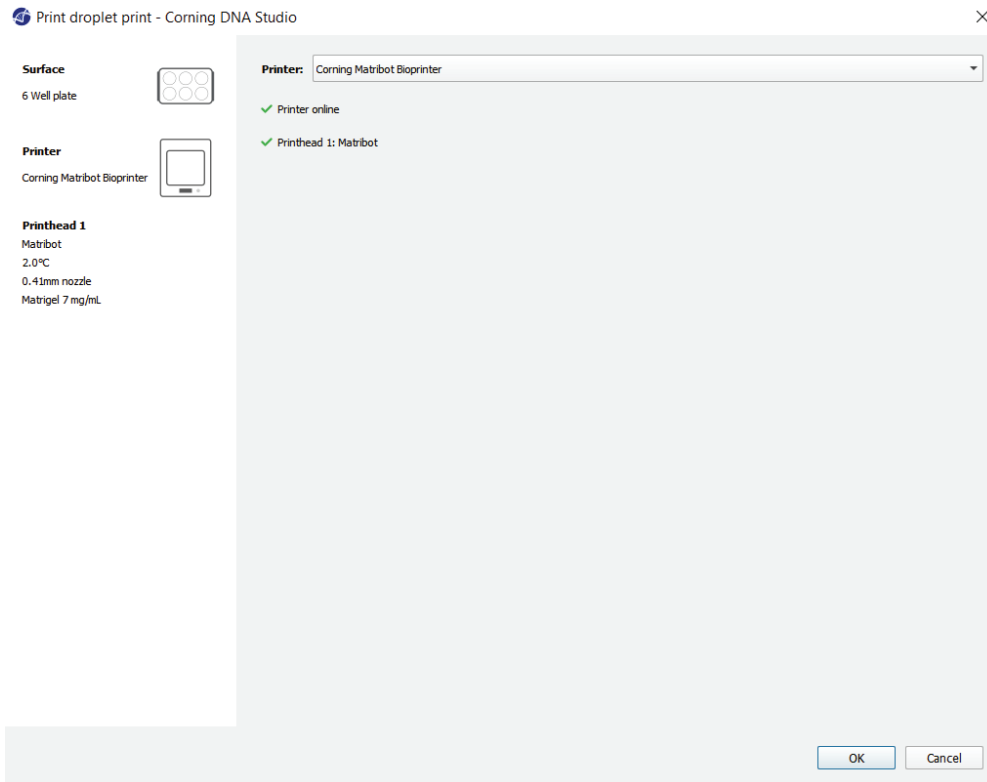 Print droplet print - Corning DNA Studio
Surface
6 Well plate
Printer
Corning Matribot Bioprinter
Printhead 1
Matribot
2.0°C
0.41mm nozzle
Matrigel 7 mg/mL
Printer: Corning Matribot Bioprinter
Printer online
Printhead 1: Matribot
OK Cancel